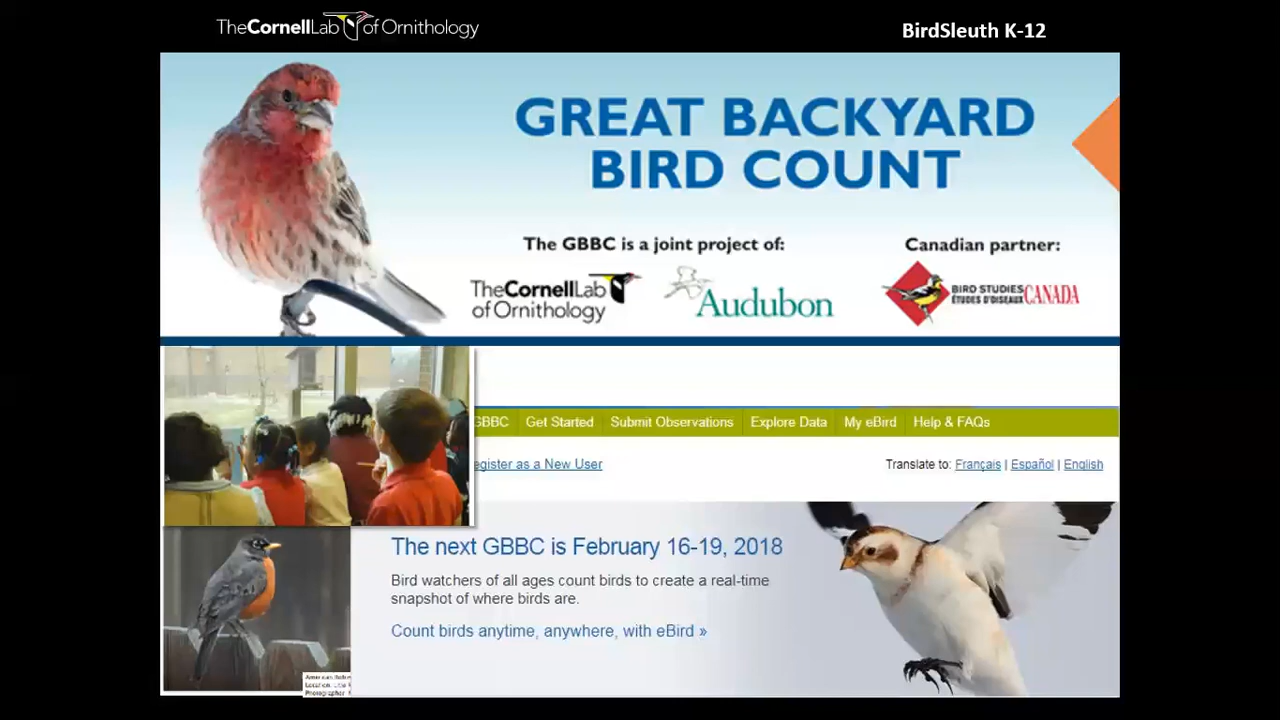 TheCornellLab of Ornithology
BirdSleuth K-12
GREAT BACKYARD
BIRD COUNT
The GBBC is a joint project of:
Canadian partner:
TheCornellLab
of Ornithology
Audubon
BIRD STUDIES
ÉTUDES D'OISEAUX CANADA
GBBC Get Started Submit Observations Explore Data My eBird Help & FAQs
egister as a New User
Translate to: Français | Español | English
The next GBBC is February 16-19, 2018
Bird watchers of all ages count birds to create a real-time
snapshot of where birds are.
Count birds anytime, anywhere, with eBird »
American Robin
Location:
Photographer: